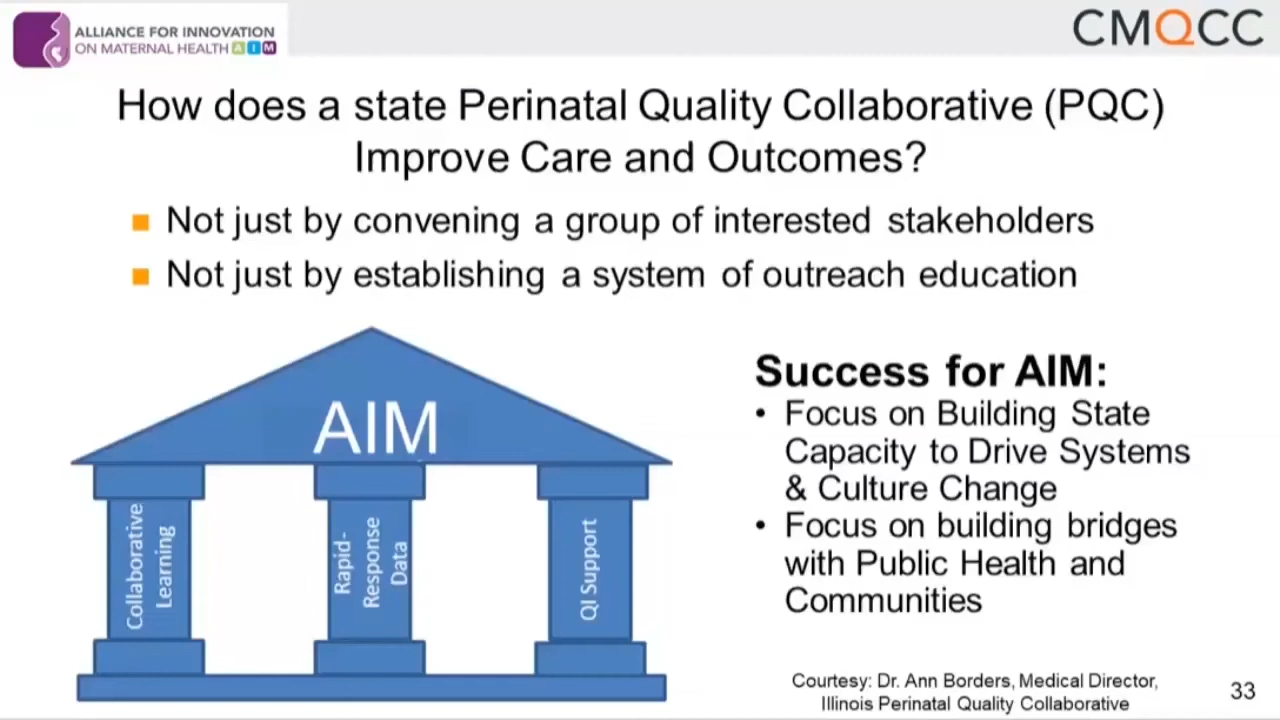 ALLIANCE FOR INNOVATION
ON MATERNAL HEALTH AIM
CMQCC
How does a state Perinatal Quality Collaborative (PQC)
Improve Care and Outcomes?
Not just by convening a group of interested stakeholders
Not just by establishing a system of outreach education
AIM
Collaborative
Learning
Rapid-
Response
Data
QI Support
Success for AIM:
• Focus on Building State
Capacity to Drive Systems
& Culture Change
• Focus on building bridges
with Public Health and
Communities
Courtesy: Dr. Ann Borders, Medical Director,
Illinois Perinatal Quality Collaborative
33